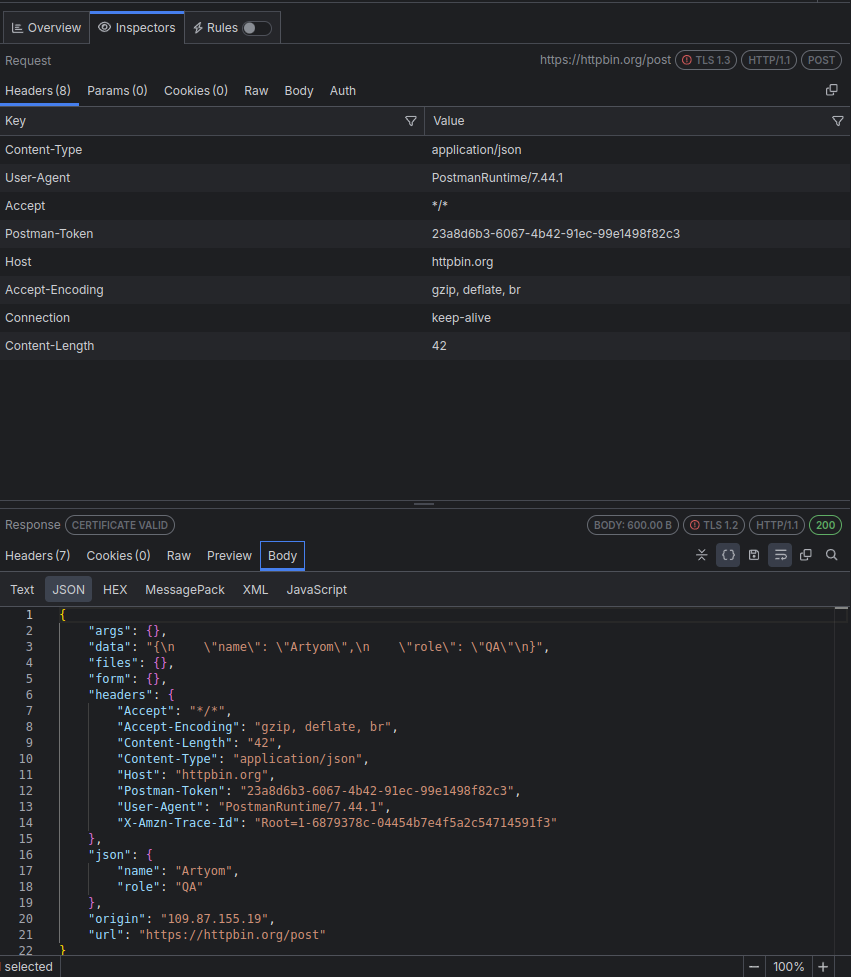 Overview Inspectors Rules
Request https://httpbin.org/post TLS 1.3 HTTP/1.1 POST
Headers (8) Params (0) Cookies (0) Raw Body Auth
Key Value
Content-Type application/json
User-Agent PostmanRuntime/7.44.1
Accept */*
Postman-Token 23a8d6b3-6067-4b42-91ec-99e1498f82c3
Host httpbin.org
Accept-Encoding gzip, deflate, br
Connection keep-alive
Content-Length 42
Response CERTIFICATE VALID BODY: 600.00 B TLS 1.2 HTTP/1.1 200
Headers (7) Cookies (0) Raw Preview Body
Text JSON HEX MessagePack XML JavaScript
1 {
2     "args": {},
3     "data": "{\n    \"name\": \"Artyom\",\n    \"role\": \"QA\"\n}",
4     "files": {},
5     "form": {},
6     "headers": {
7         "Accept": "*/*",
8         "Accept-Encoding": "gzip, deflate, br",
9         "Content-Length": "42",
10         "Content-Type": "application/json",
11         "Host": "httpbin.org",
12         "Postman-Token": "23a8d6b3-6067-4b42-91ec-99e1498f82c3",
13         "User-Agent": "PostmanRuntime/7.44.1",
14         "X-Amzn-Trace-Id": "Root=1-6879378c-04454b7e4f5a2c54714591f3"
15     },
16     "json": {
17         "name": "Artyom",
18         "role": "QA"
19     },
20     "origin": "109.87.155.19",
21     "url": "https://httpbin.org/post"
22 }
selected 100%